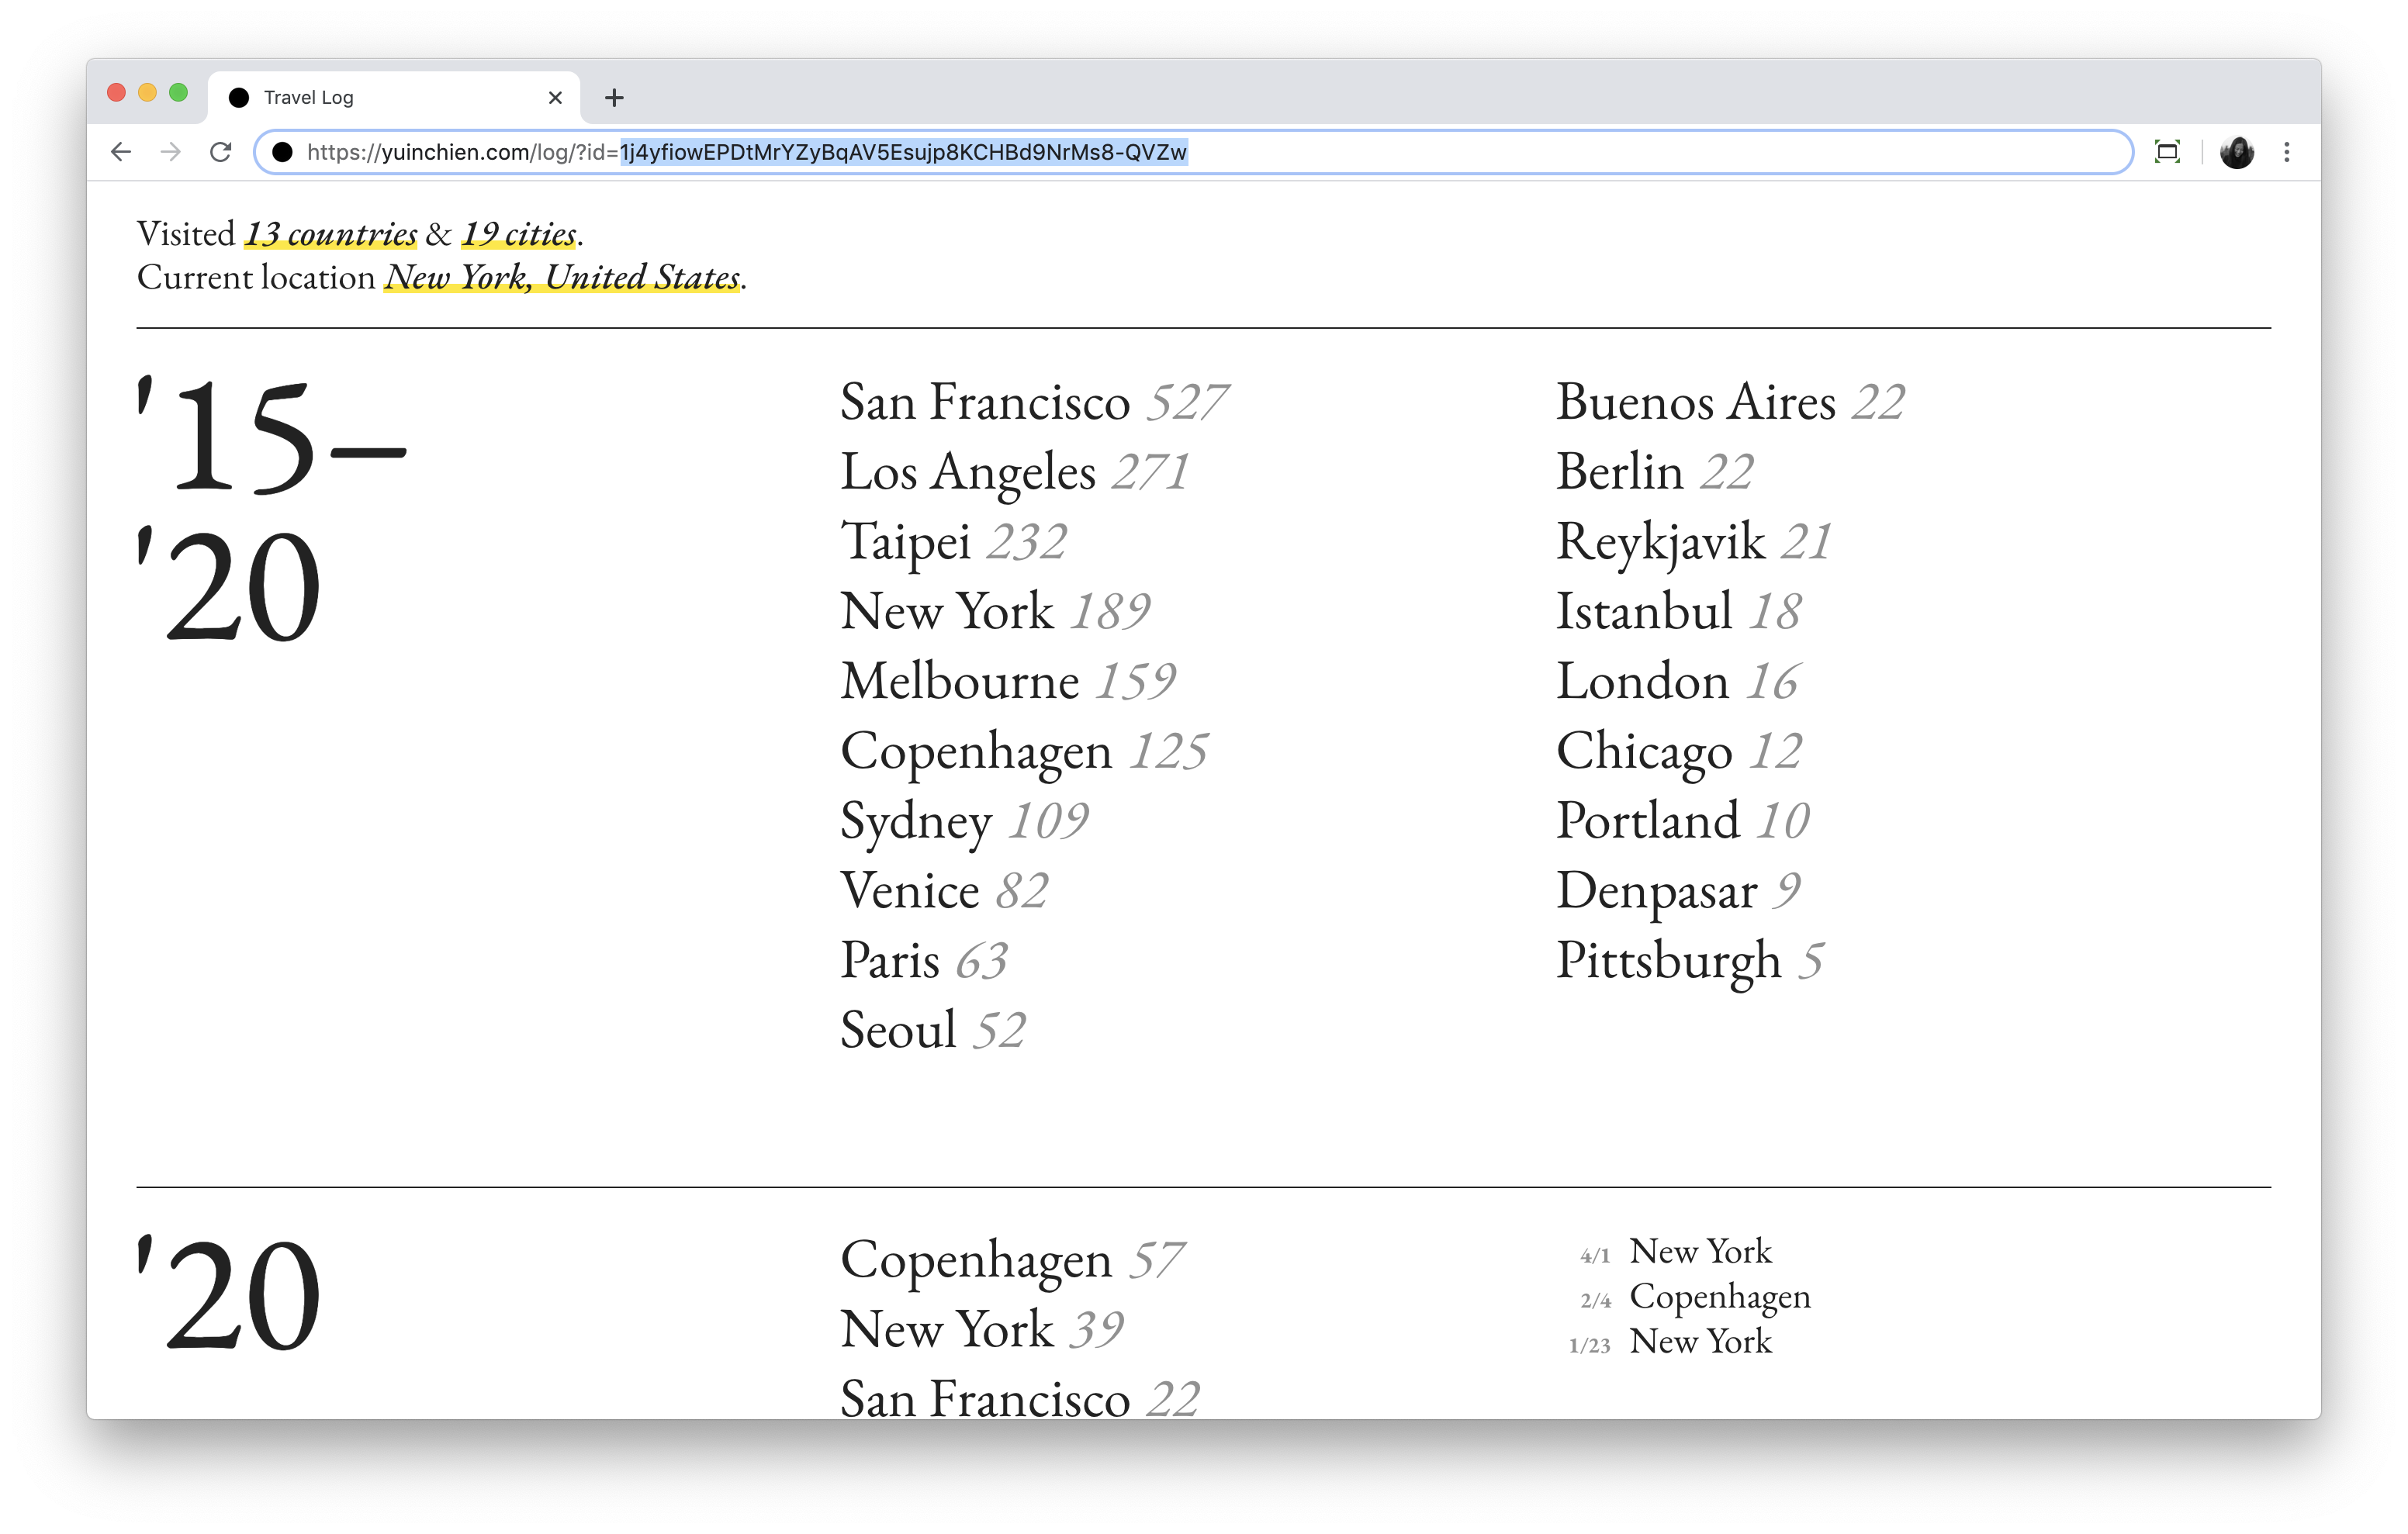 Travel Log
https://yuinchien.com/log/?id=1j4yfiowEPDtMrYZyBqAV5Esujp8KCHBd9NrMs8-QVZw
Visited 13 countries & 19 cities.
Current location New York, United States.
'15–
'20
San Francisco 527
Los Angeles 271
Taipei 232
New York 189
Melbourne 159
Copenhagen 125
Sydney 109
Venice 82
Paris 63
Seoul 52
Buenos Aires 22
Berlin 22
Reykjavik 21
Istanbul 18
London 16
Chicago 12
Portland 10
Denpasar 9
Pittsburgh 5
'20
Copenhagen 57
New York 39
San Francisco 22
4/1 New York
2/4 Copenhagen
1/23 New York